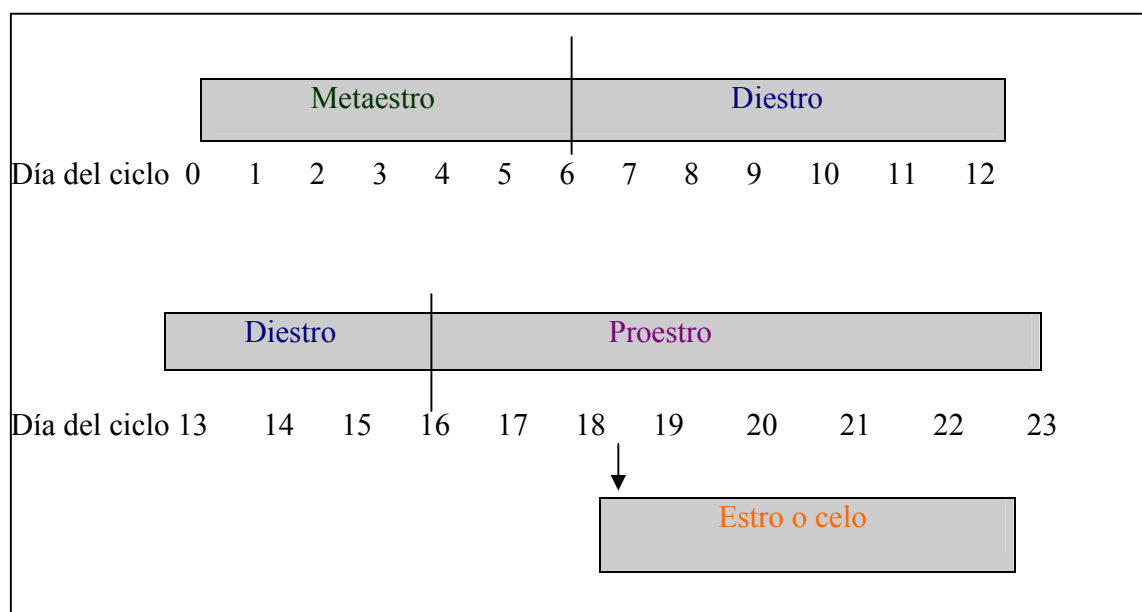 Metaestro Diestro
Día del ciclo 0 1 2 3 4 5 6 7 8 9 10 11 12
Diestro Proestro
Día del ciclo 13 14 15 16 17 18 19 20 21 22 23
Estro o celo